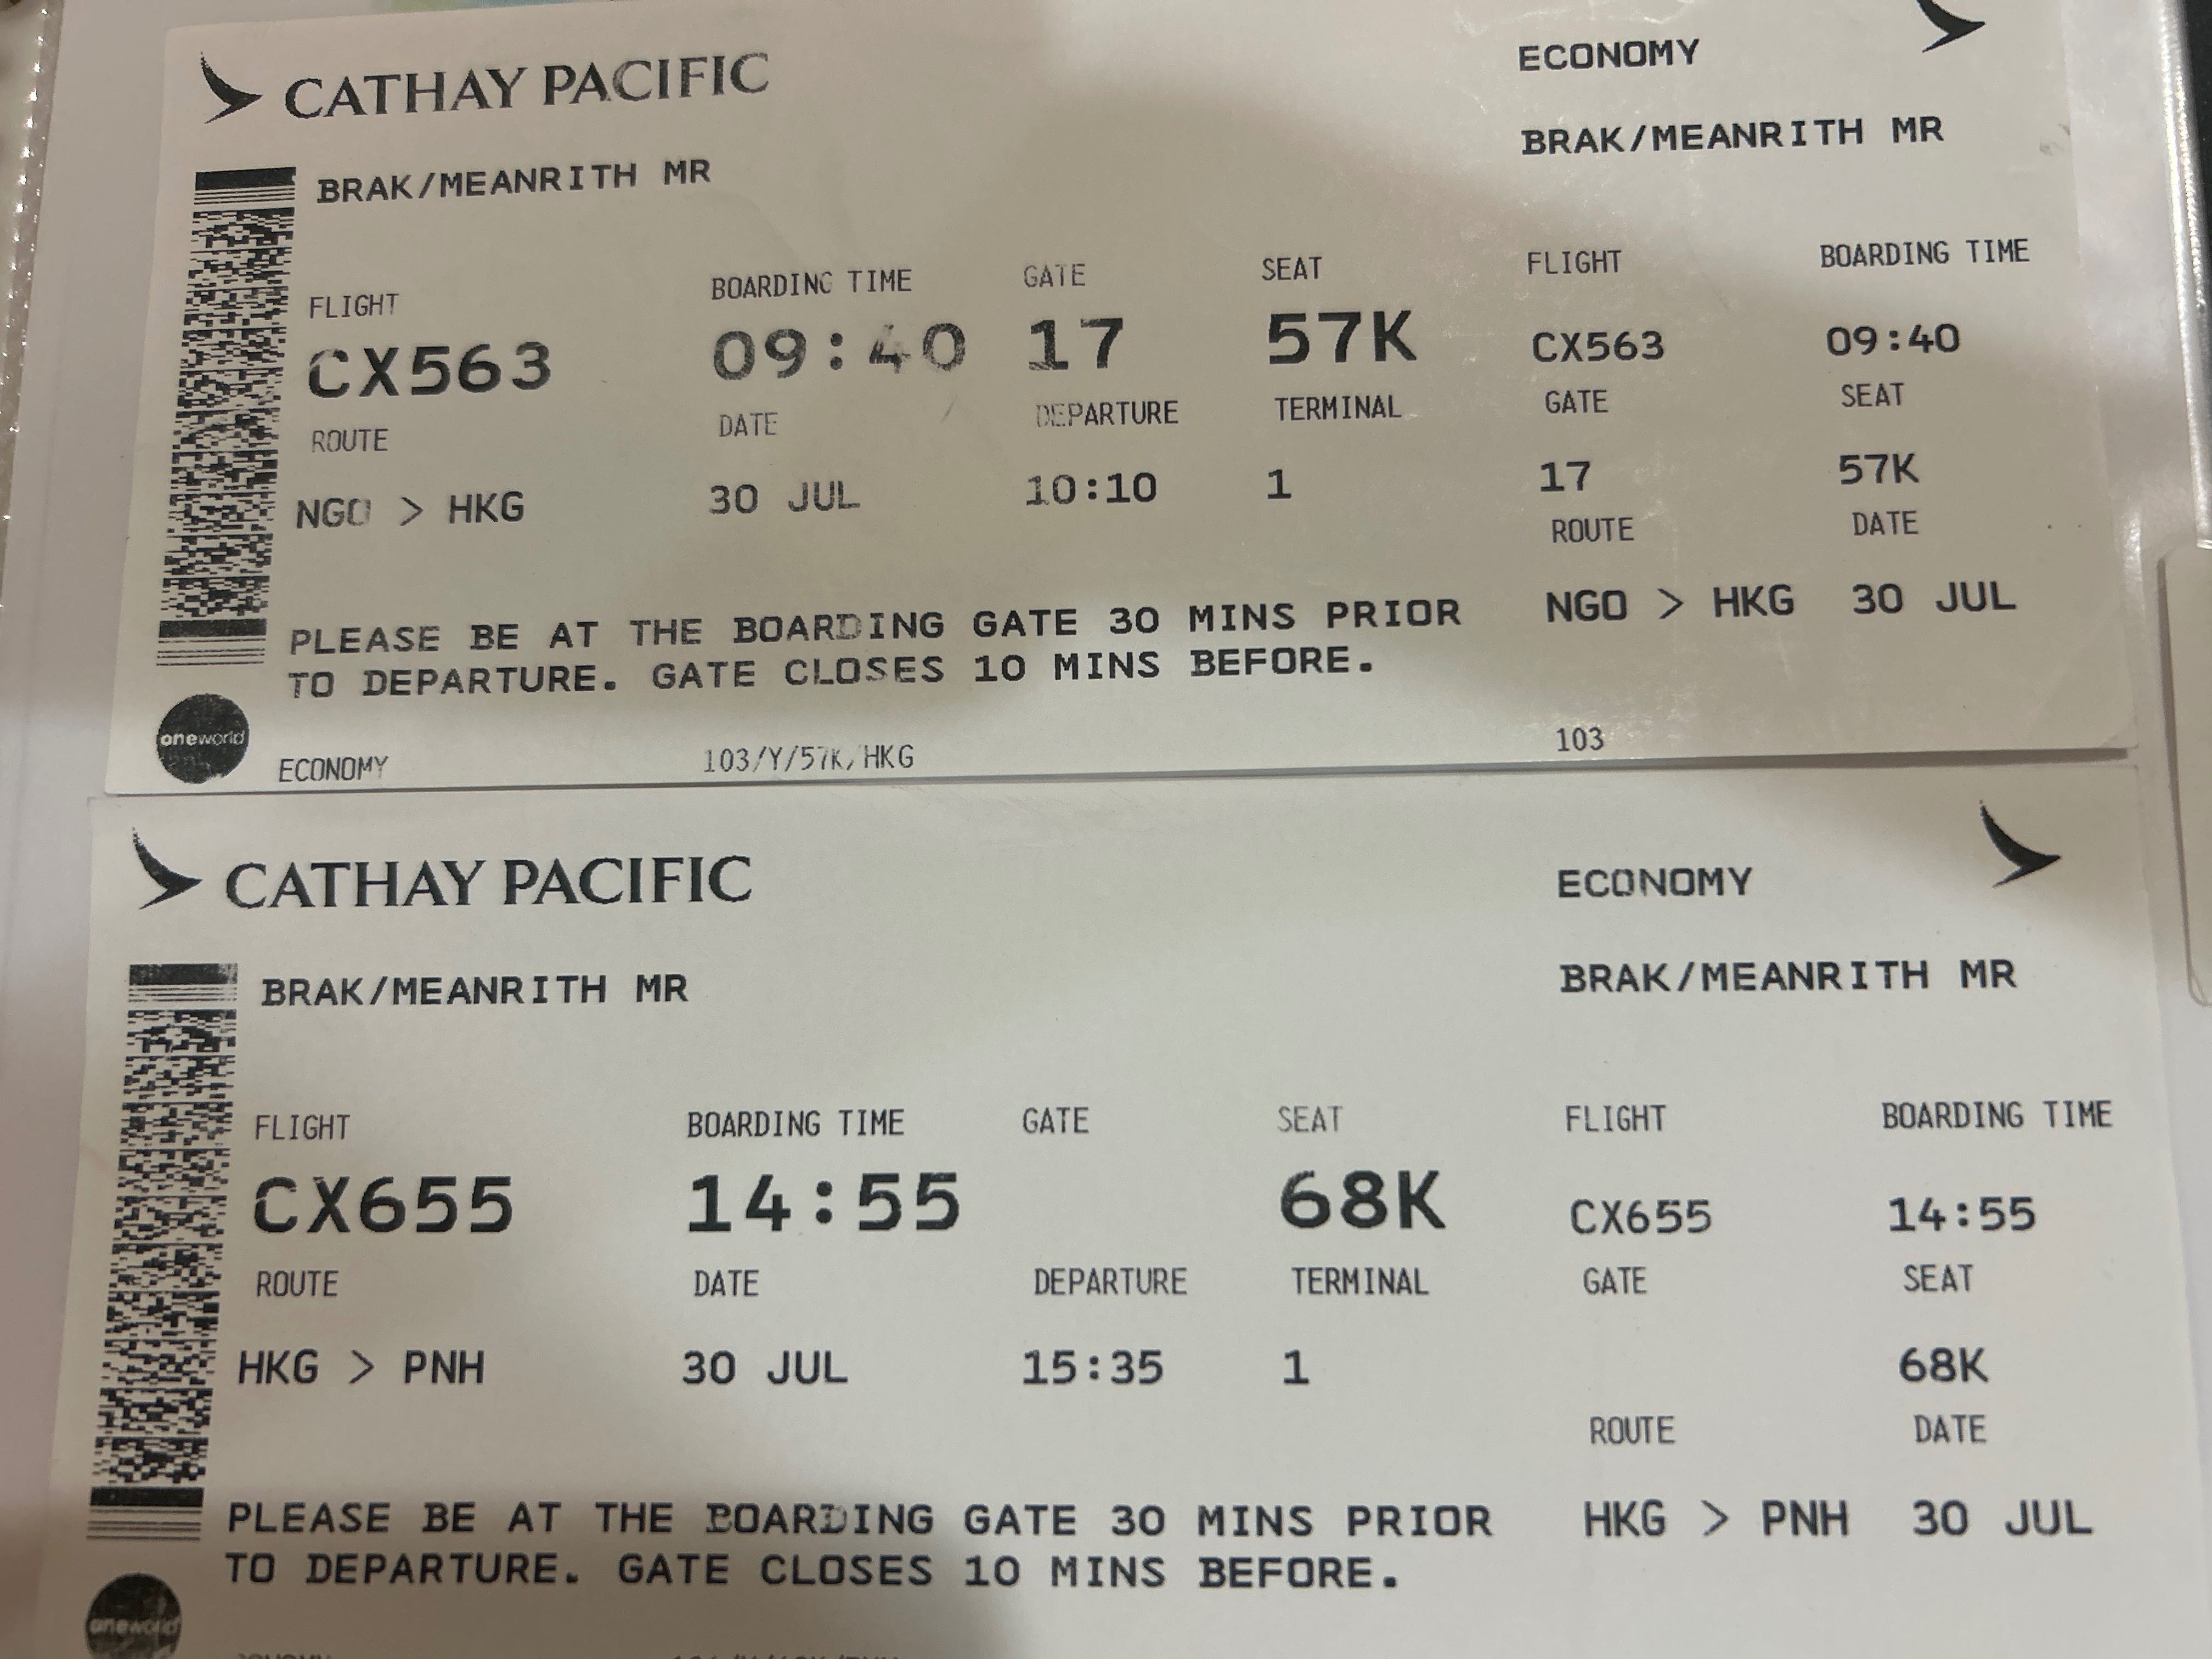 CATHAY PACIFIC
ECONOMY
BRAK/MEANRITH MR
BRAK/MEANRITH MR
FLIGHT BOARDING TIME GATE SEAT
CX563 09:40 17 57K
ROUTE DATE DEPARTURE TERMINAL
NGO > HKG 30 JUL 10:10 1
FLIGHT BOARDING TIME
CX563 09:40
GATE SEAT
17 57K
ROUTE DATE
NGO > HKG 30 JUL
PLEASE BE AT THE BOARDING GATE 30 MINS PRIOR
TO DEPARTURE. GATE CLOSES 10 MINS BEFORE.
oneworld
ECONOMY 103/Y/57K/HKG 103
CATHAY PACIFIC
ECONOMY
BRAK/MEANRITH MR
BRAK/MEANRITH MR
FLIGHT BOARDING TIME GATE SEAT
CX655 14:55 68K
ROUTE DATE DEPARTURE TERMINAL
HKG > PNH 30 JUL 15:35 1
FLIGHT BOARDING TIME
CX655 14:55
GATE SEAT
68K
ROUTE DATE
HKG > PNH 30 JUL
PLEASE BE AT THE BOARDING GATE 30 MINS PRIOR
TO DEPARTURE. GATE CLOSES 10 MINS BEFORE.
oneworld